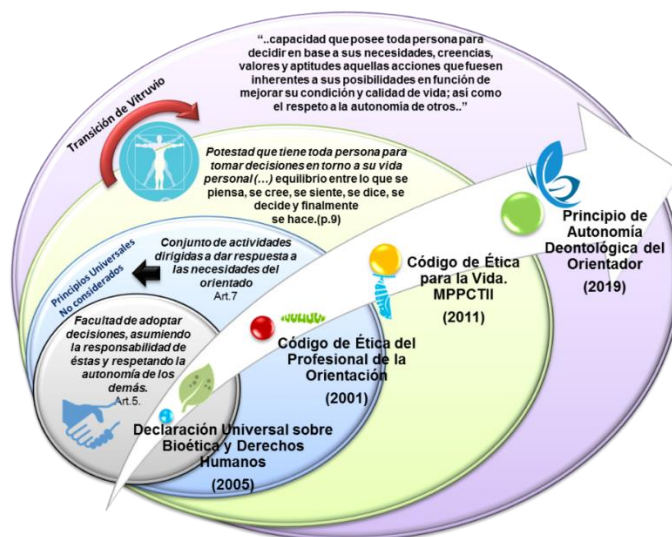 “..capacidad que posee toda persona para
decidir en base a sus necesidades, creencias,
valores y aptitudes aquellas acciones que fuesen
inherentes a sus posibilidades en función de
mejorar su condición y calidad de vida; así como
el respeto a la autonomía de otros..”
Transición de Vitruvio
Potestad que tiene toda persona para
tomar decisiones en torno a su vida
personal (...) equilibrio entre lo que se
piensa, se cree, se siente, se dice, se
decide y finalmente
se hace.(p.9)
Principio de
Autonomía
Deontológica del
Orientador
(2019)
Principios Universales
No considerados
Conjunto de actividades
dirigidas a dar respuesta
a las necesidades del
orientado
Art.7
Código de Ética
para la Vida.
MPPCTII
(2011)
Facultad de adoptar
decisiones, asumiendo
la responsabilidad de
éstas y respetando la
autonomía de los
demás.
Art.5.
Código de Ética del
Profesional de la
Orientación
(2001)
Declaración Universal sobre
Bioética y Derechos
Humanos
(2005)